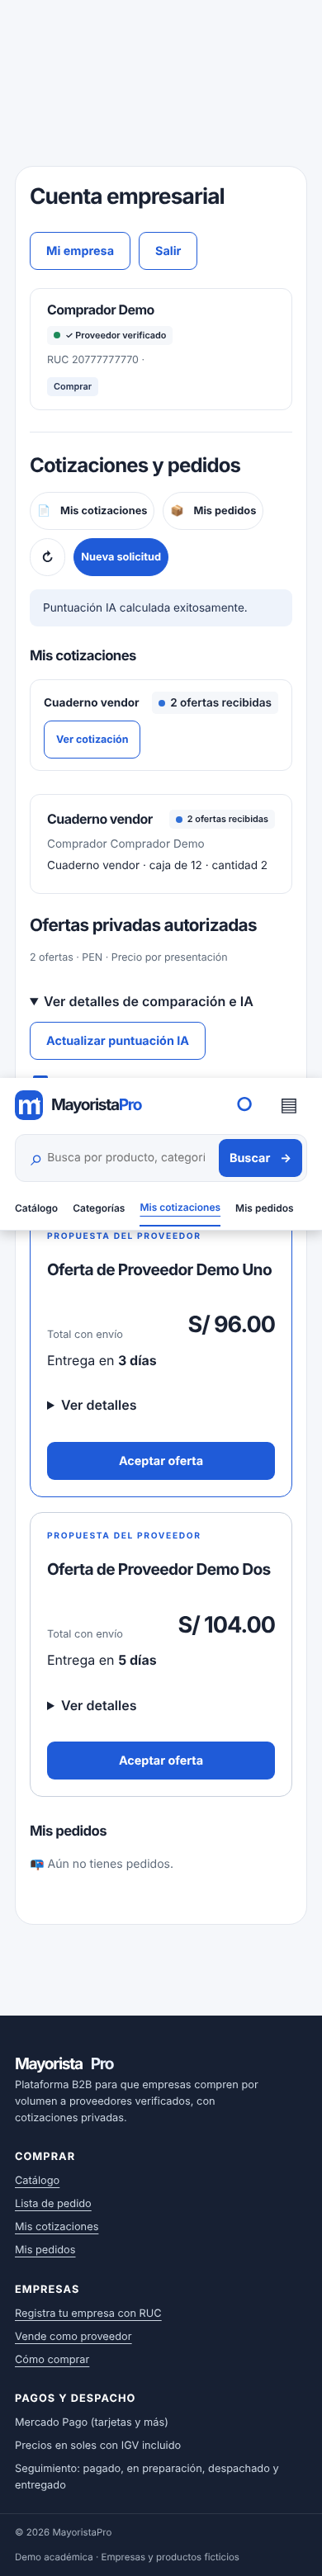 Cuenta empresarial
Mi empresa
Salir
Comprador Demo
✓ Proveedor verificado
RUC 20777777770 ·
Comprar
Cotizaciones y pedidos
Mis cotizaciones
Mis pedidos
Nueva solicitud
Puntuación IA calculada exitosamente.
Mis cotizaciones
Cuaderno vendor
2 ofertas recibidas
Ver cotización
Cuaderno vendor
2 ofertas recibidas
Comprador Comprador Demo
Cuaderno vendor · caja de 12 · cantidad 2
Ofertas privadas autorizadas
2 ofertas · PEN · Precio por presentación
Ver detalles de comparación e IA
Actualizar puntuación IA
m MayoristaPro
Busca por producto, categorí
Buscar →
Catálogo
Categorías
Mis cotizaciones
Mis pedidos
PROPUESTA DEL PROVEEDOR
Oferta de Proveedor Demo Uno
Total con envío
S/ 96.00
Entrega en 3 días
Ver detalles
Aceptar oferta
PROPUESTA DEL PROVEEDOR
Oferta de Proveedor Demo Dos
Total con envío
S/ 104.00
Entrega en 5 días
Ver detalles
Aceptar oferta
Mis pedidos
Aún no tienes pedidos.
Mayorista Pro
Plataforma B2B para que empresas compren por
volumen a proveedores verificados, con
cotizaciones privadas.
COMPRAR
Catálogo
Lista de pedido
Mis cotizaciones
Mis pedidos
EMPRESAS
Registra tu empresa con RUC
Vende como proveedor
Cómo comprar
PAGOS Y DESPACHO
Mercado Pago (tarjetas y más)
Precios en soles con IGV incluido
Seguimiento: pagado, en preparación, despachado y
entregado
© 2026 MayoristaPro
Demo académica · Empresas y productos ficticios